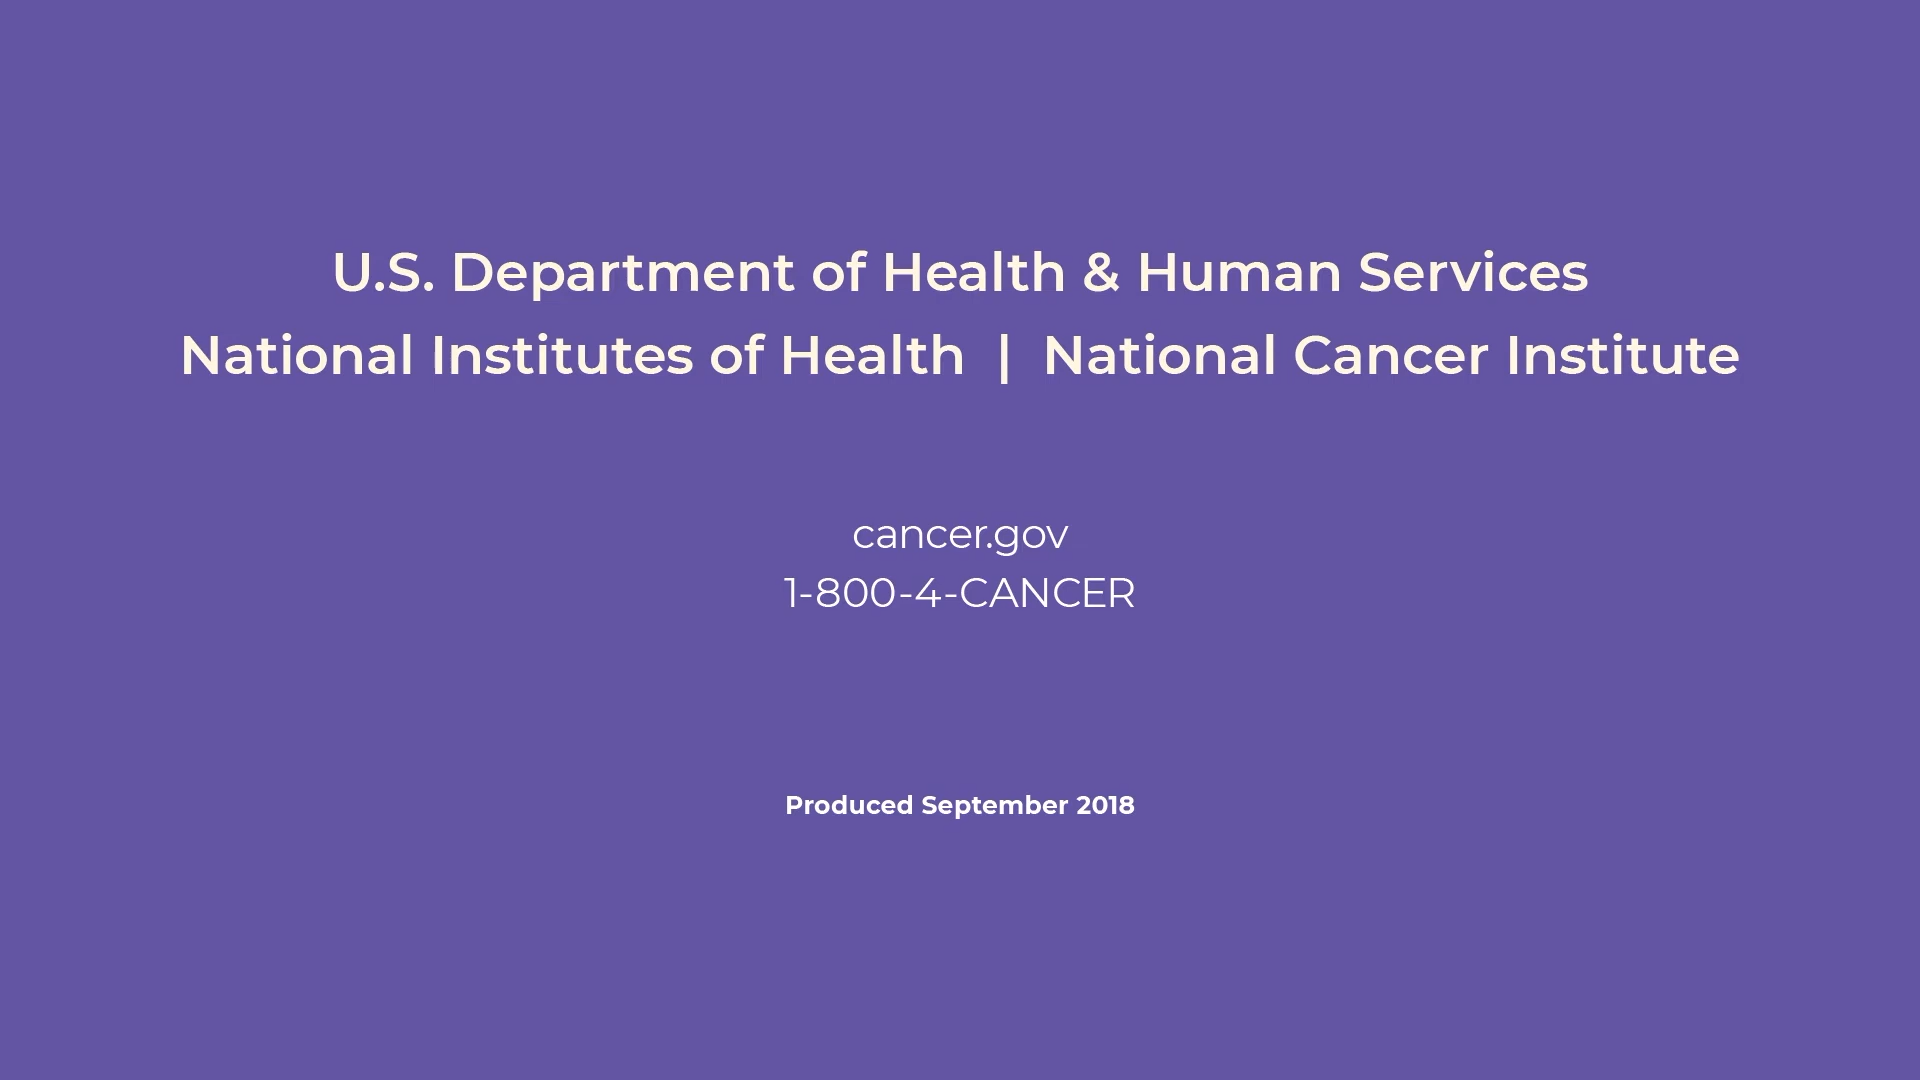 U.S. Department of Health & Human Services
National Institutes of Health | National Cancer Institute
cancer.gov
1-800-4-CANCER
Produced September 2018